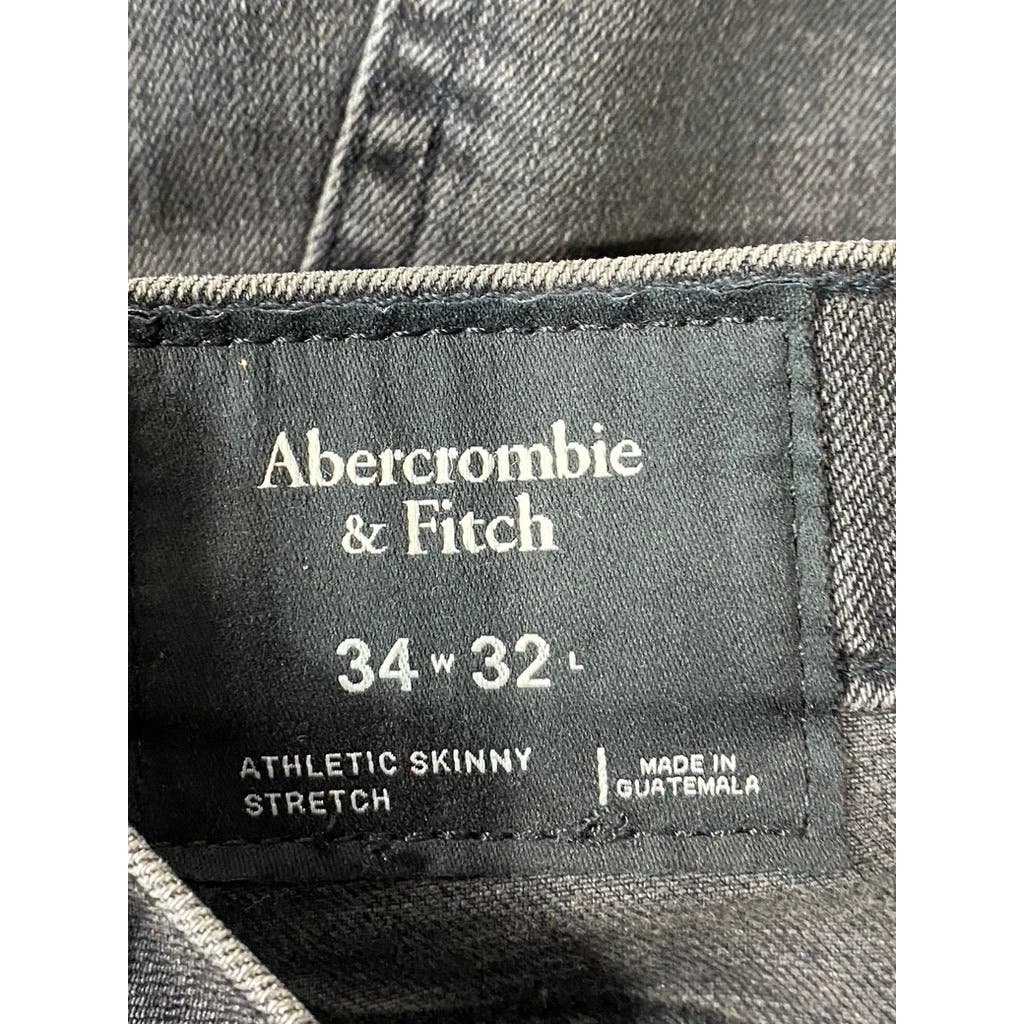 Abercrombie
& Fitch
34 W 32 L
ATHLETIC SKINNY
STRETCH
MADE IN
GUATEMALA